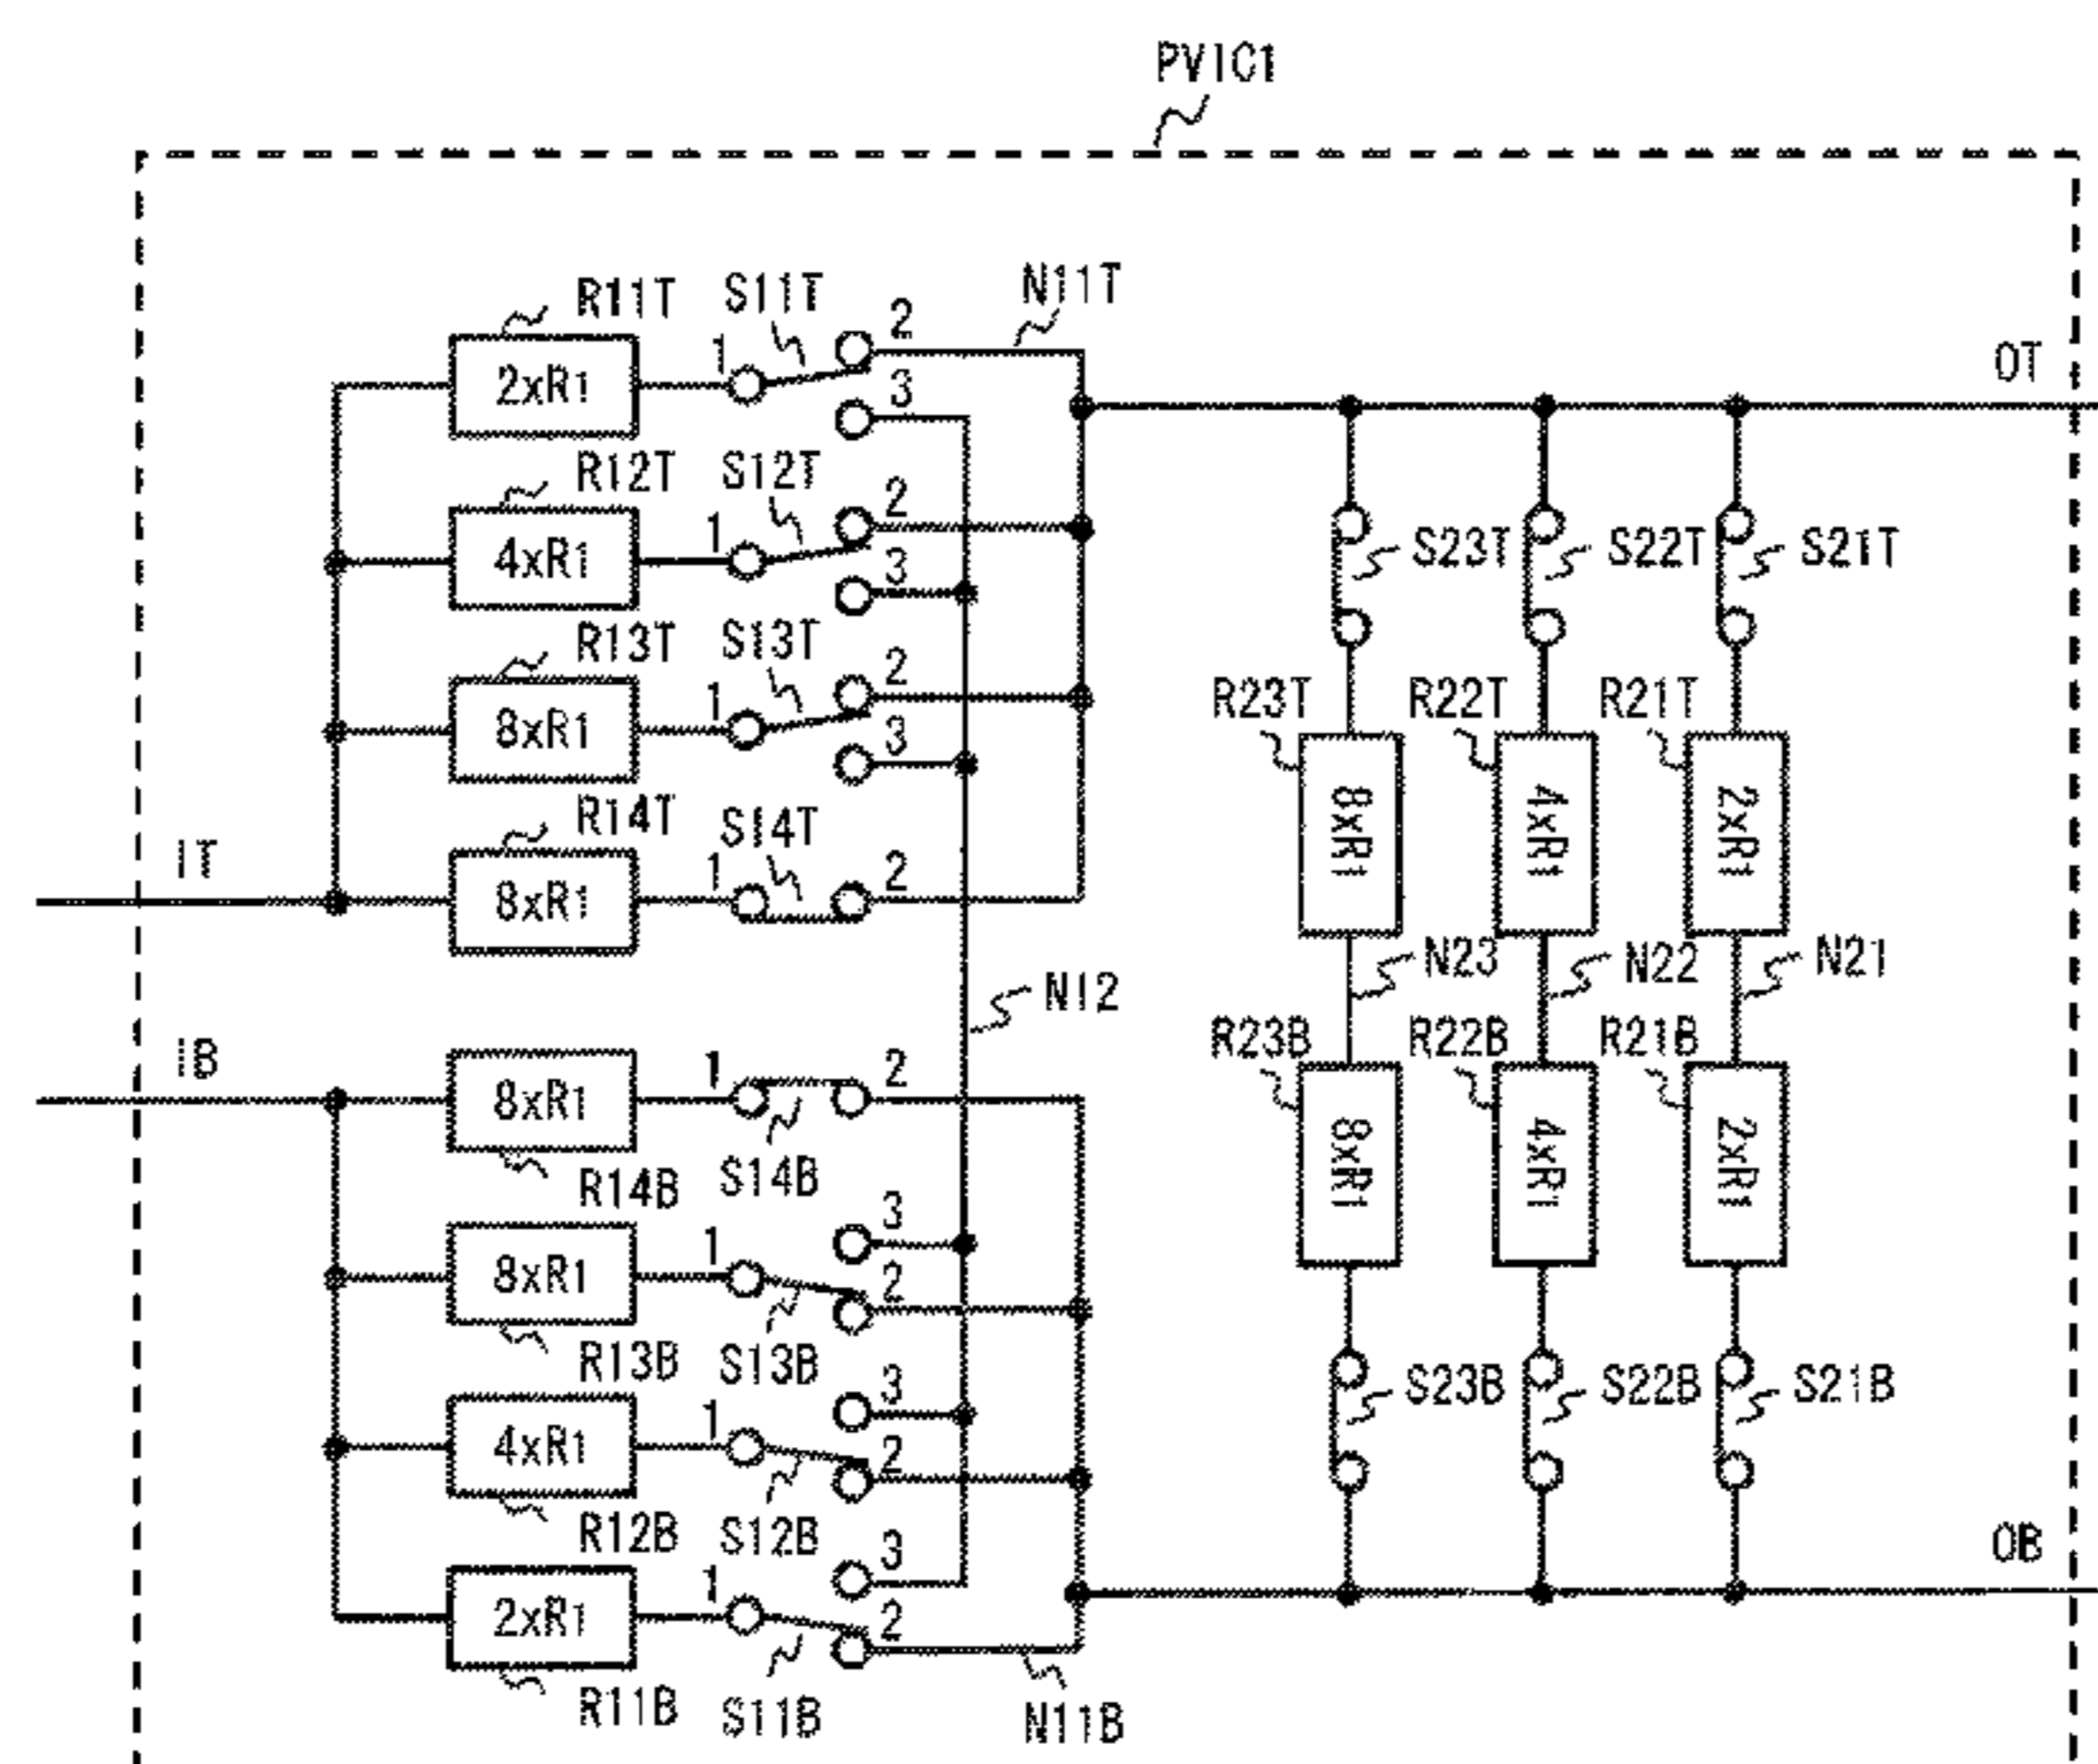 PVIC1
R11T S11T 2 N11T
2xR1 1 3 OT
R12T S12T 2
4xR1 1 3 S23T S22T S21T
R13T S13T 2
8xR1 1 3 R23T R22T R21T
R14T S14T 8xR1 4xR1 2xR1
IT 8xR1 1 2
N23 N22 N21
N12
IB 8xR1 1 2 R23B R22B R21B
R14B S14B 8xR1 4xR1 2xR1
3
8xR1 1 2
R13B S13B 3 S23B S22B S21B
4xR1 1 2
R12B S12B 3 OB
2xR1 1 2
R11B S11B N11B